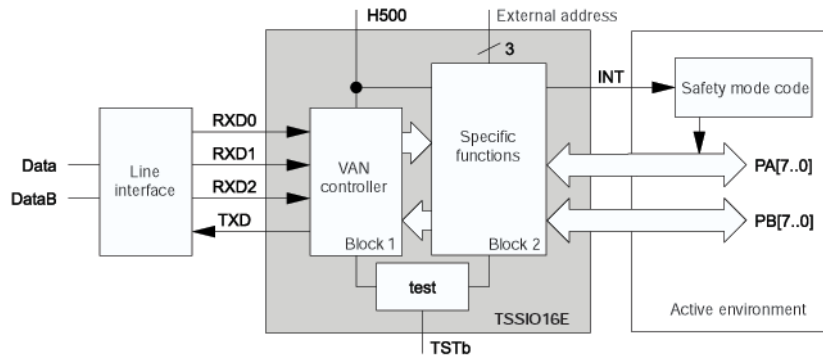 H500
External address
3
INT
Safety mode code
RXD0
RXD1
RXD2
TXD
Data
DataB
Line
interface
VAN
controller
Block 1
Specific
functions
Block 2
PA[7..0]
PB[7..0]
test
TSSIO16E
TSTb
Active environment